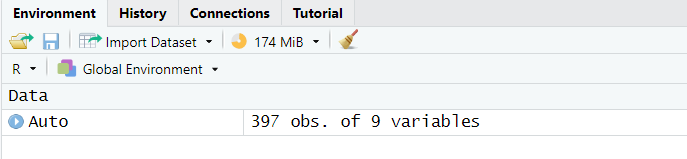 Environment History Connections Tutorial
Import Dataset 174 MiB
R Global Environment
Data
Auto 397 obs. of 9 variables